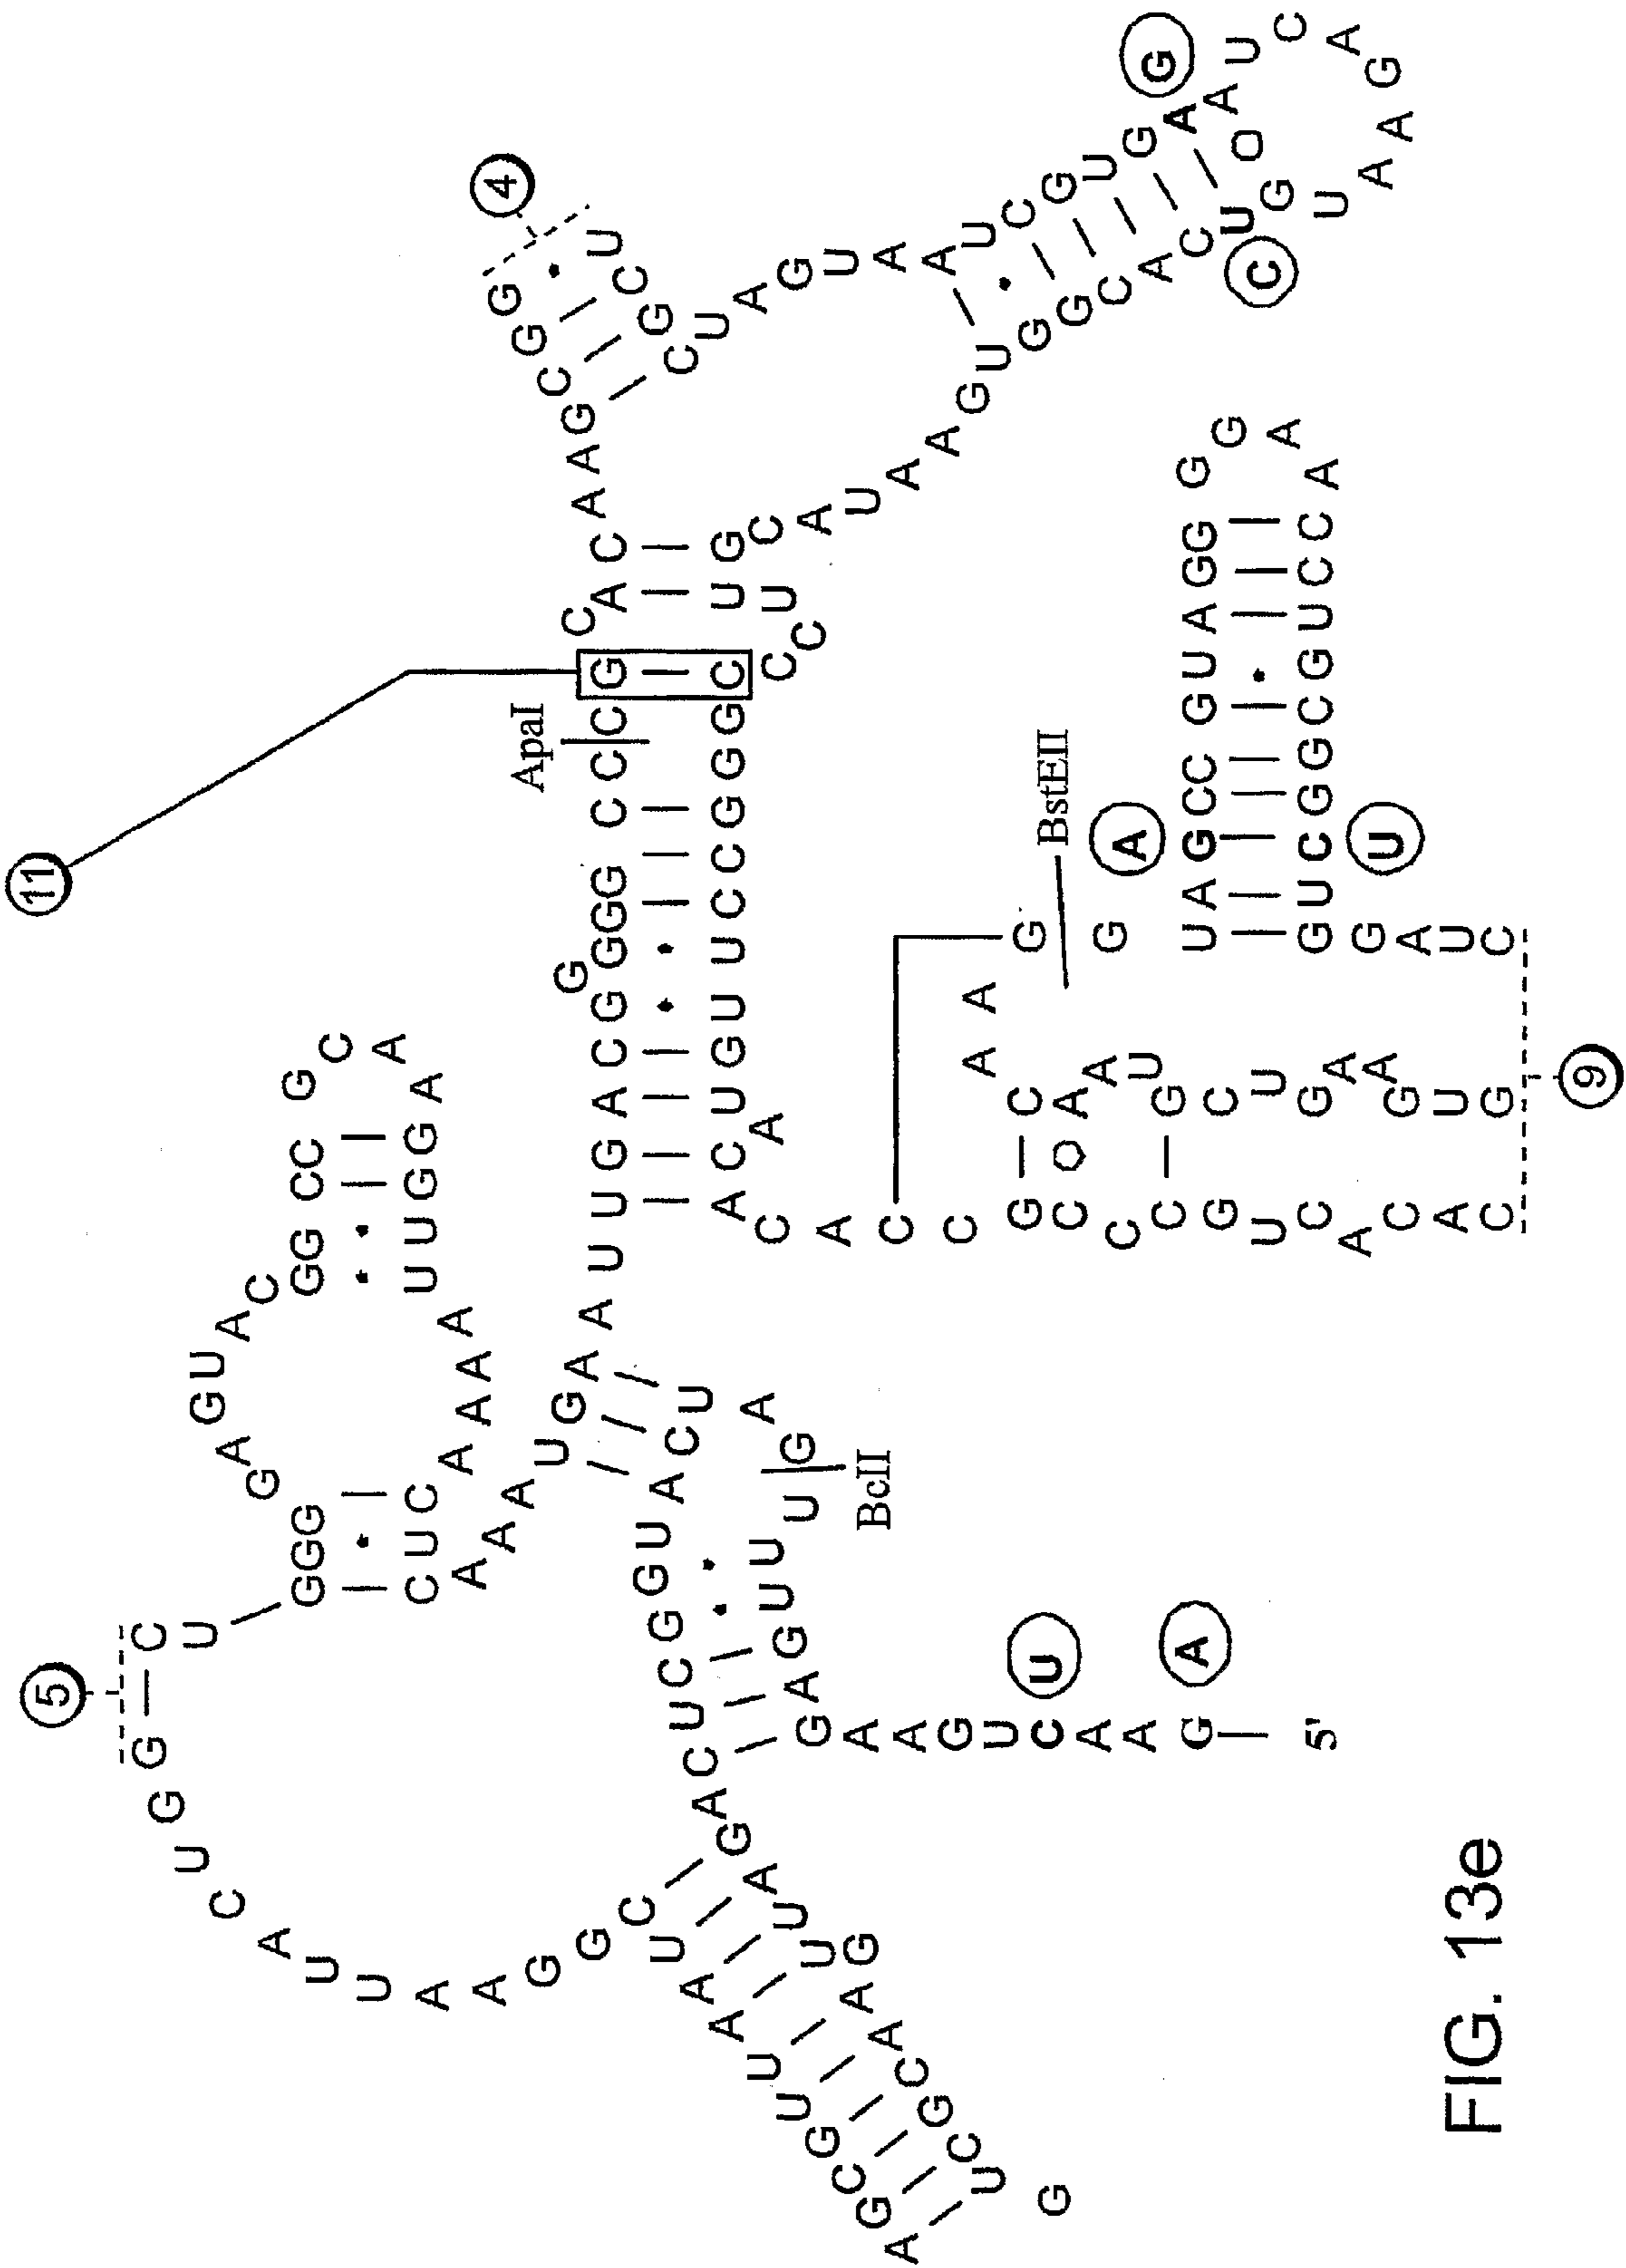 11
4
5
9
C U G G G G A G U A C G G C C G C A
A G G U U A A A A C U C
A A A U G A A U U G A C G G G G G C C C G C A C A A G C G G
ApaI
U C G C U A G U A A U C G U G A A U C A G A A U G U C A C G G U G A A U A C G U U C C C G G G C C U U G U A C A C A C C G C C C G U C A C A C
G
C
G U G A A G U C G U A A C A A G G U A G C C G U A G G G G A A C C U G C G G C U G G A U C
BstEII
A
U
G G U C A U U A A G G C U A A U U G C G A
G U C G C A A G U U A G A C U C G G U A C U A G U U U G A G A A G U C A A G
BclI
U
A
5'
FIG. 13e